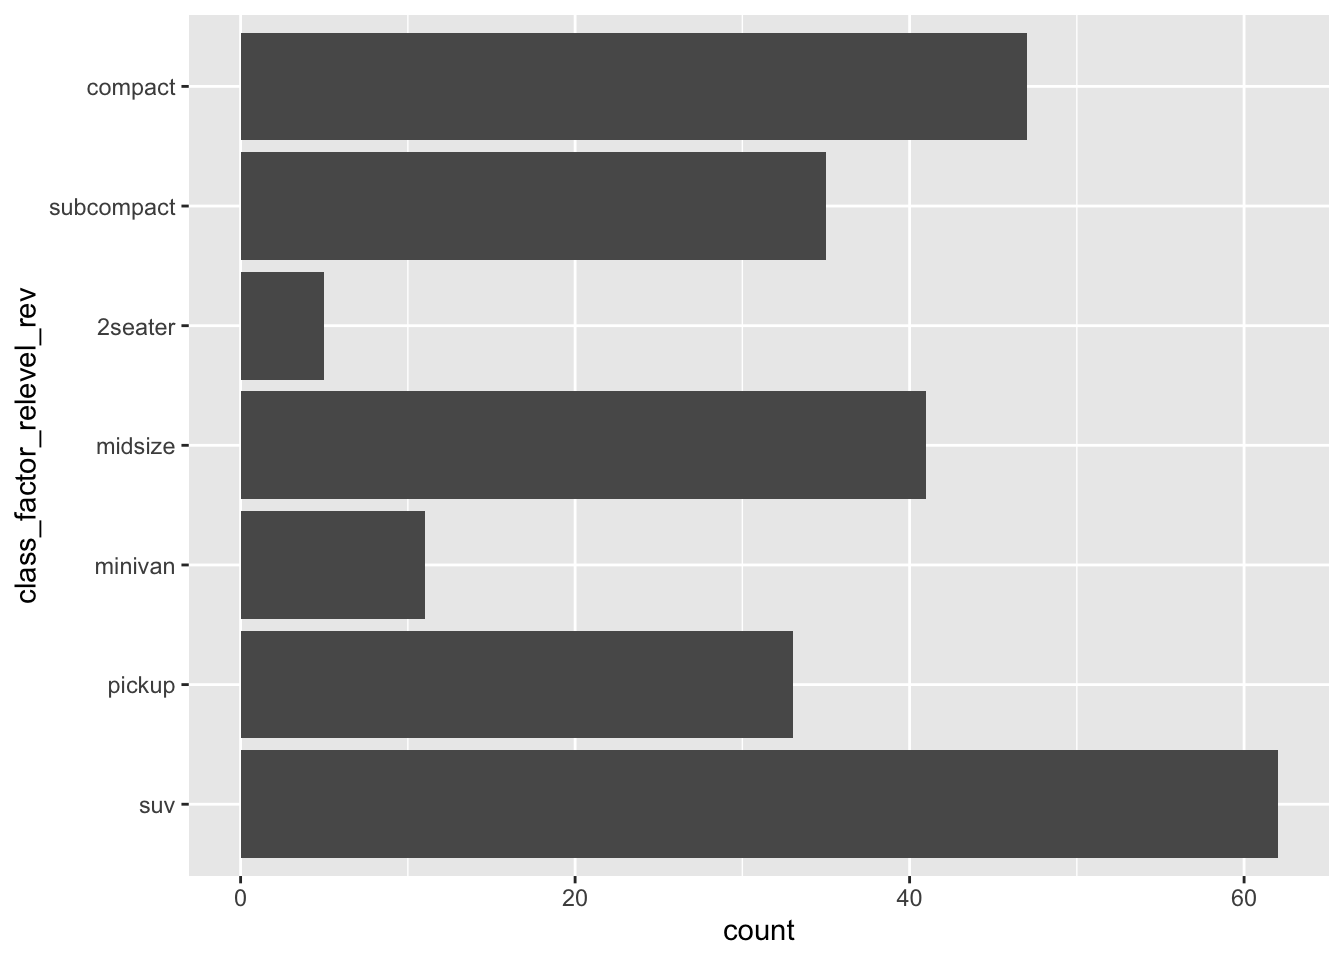 compact
subcompact
2seater
midsize
minivan
pickup
suv
class_factor_relevel_rev
0 20 40 60
count